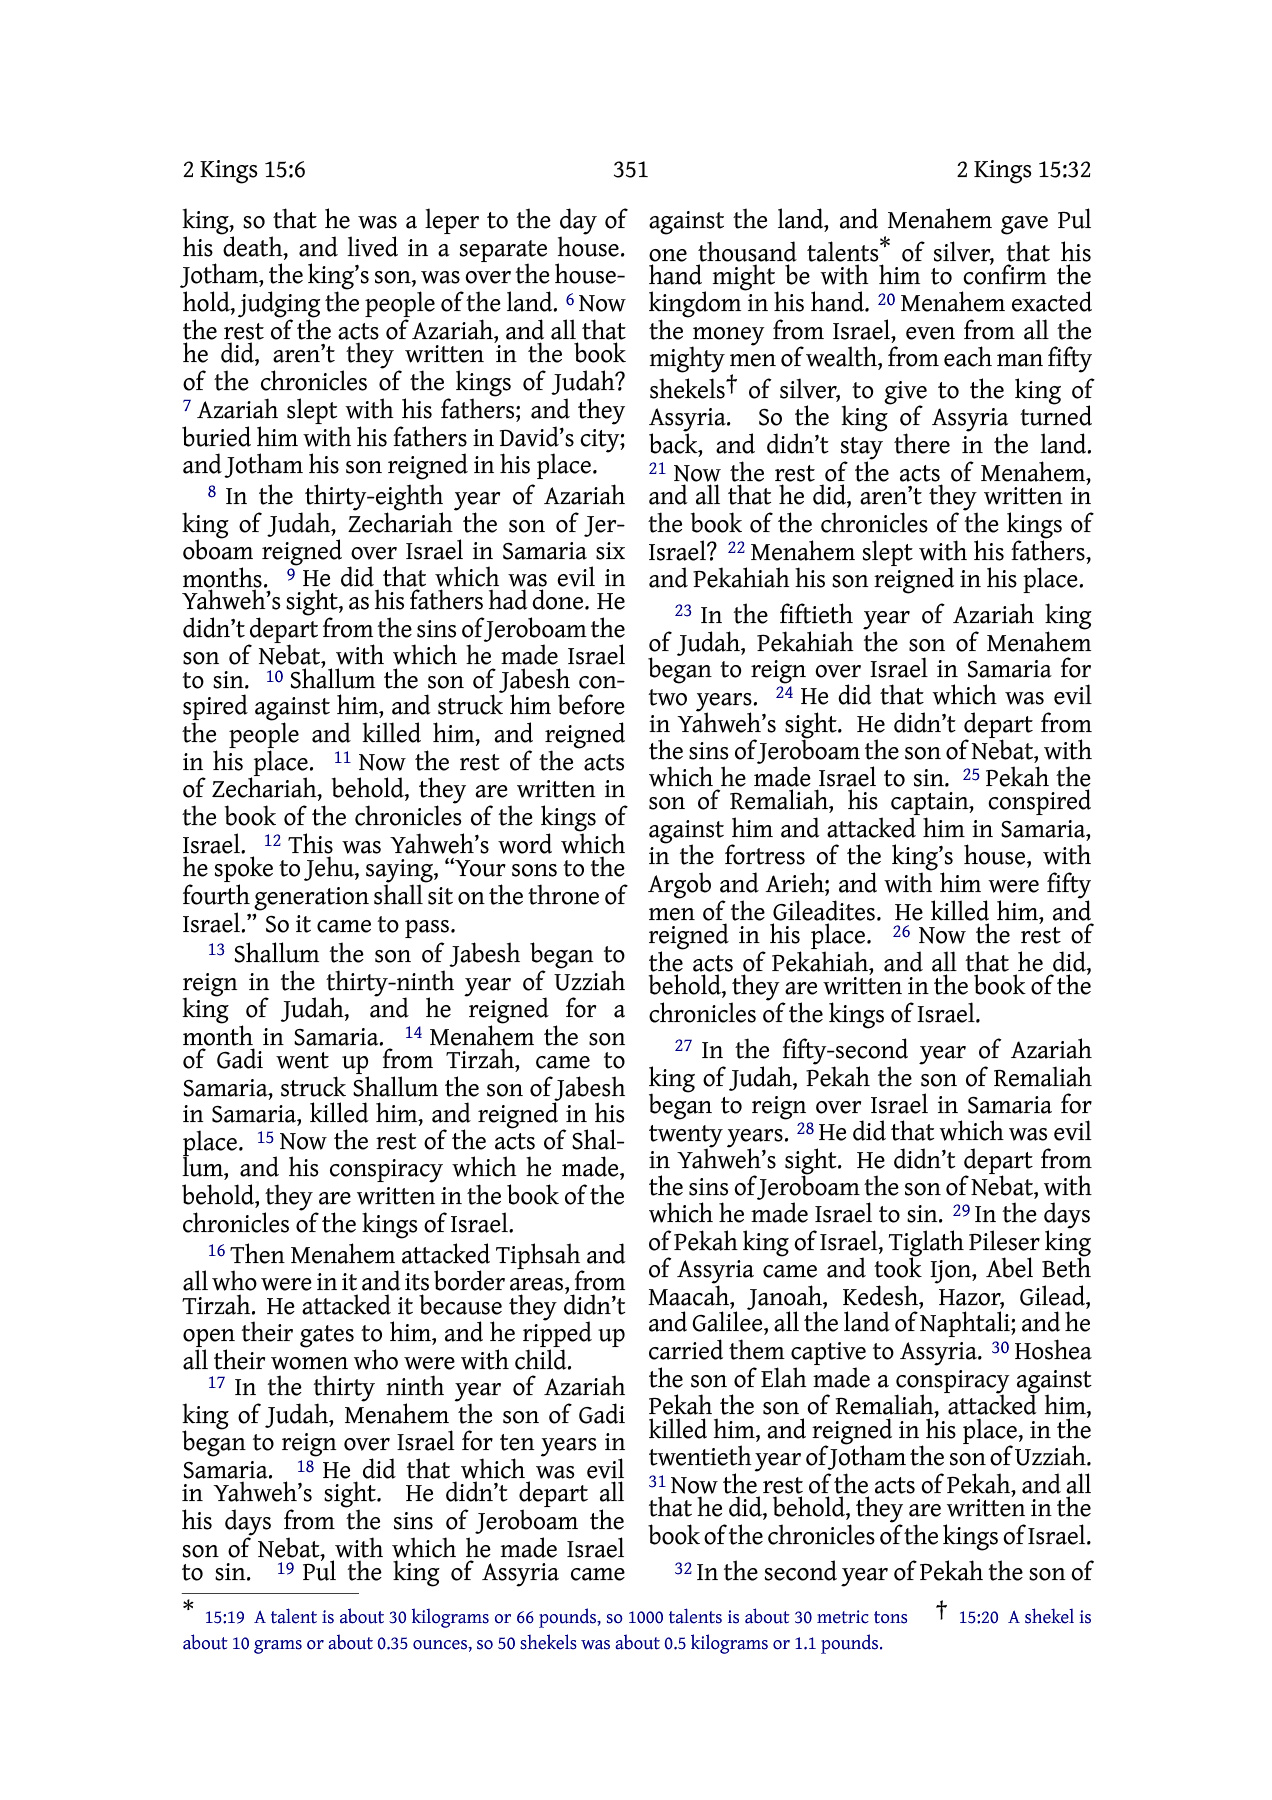 2 Kings 15:6 351 2 Kings 15:32
king, so that he was a leper to the day of
his death, and lived in a separate house.
Jotham, the king’s son, was over the house-
hold, judging the people of the land. 6 Now
the rest of the acts of Azariah, and all that
he did, aren’t they written in the book
of the chronicles of the kings of Judah?
7 Azariah slept with his fathers; and they
buried him with his fathers in David’s city;
and Jotham his son reigned in his place.
8 In the thirty-eighth year of Azariah
king of Judah, Zechariah the son of Jer-
oboam reigned over Israel in Samaria six
months. 9 He did that which was evil in
Yahweh’s sight, as his fathers had done. He
didn’t depart from the sins of Jeroboam the
son of Nebat, with which he made Israel
to sin. 10 Shallum the son of Jabesh con-
spired against him, and struck him before
the people and killed him, and reigned
in his place. 11 Now the rest of the acts
of Zechariah, behold, they are written in
the book of the chronicles of the kings of
Israel. 12 This was Yahweh’s word which
he spoke to Jehu, saying, “Your sons to the
fourth generation shall sit on the throne of
Israel.” So it came to pass.
13 Shallum the son of Jabesh began to
reign in the thirty-ninth year of Uzziah
king of Judah, and he reigned for a
month in Samaria. 14 Menahem the son
of Gadi went up from Tirzah, came to
Samaria, struck Shallum the son of Jabesh
in Samaria, killed him, and reigned in his
place. 15 Now the rest of the acts of Shal-
lum, and his conspiracy which he made,
behold, they are written in the book of the
chronicles of the kings of Israel.
16 Then Menahem attacked Tiphsah and
all who were in it and its border areas, from
Tirzah. He attacked it because they didn’t
open their gates to him, and he ripped up
all their women who were with child.
17 In the thirty ninth year of Azariah
king of Judah, Menahem the son of Gadi
began to reign over Israel for ten years in
Samaria. 18 He did that which was evil
in Yahweh’s sight. He didn’t depart all
his days from the sins of Jeroboam the
son of Nebat, with which he made Israel
to sin. 19 Pul the king of Assyria came
against the land, and Menahem gave Pul
one thousand talents* of silver, that his
hand might be with him to confirm the
kingdom in his hand. 20 Menahem exacted
the money from Israel, even from all the
mighty men of wealth, from each man fifty
shekels† of silver, to give to the king of
Assyria. So the king of Assyria turned
back, and didn’t stay there in the land.
21 Now the rest of the acts of Menahem,
and all that he did, aren’t they written in
the book of the chronicles of the kings of
Israel? 22 Menahem slept with his fathers,
and Pekahiah his son reigned in his place.
23 In the fiftieth year of Azariah king
of Judah, Pekahiah the son of Menahem
began to reign over Israel in Samaria for
two years. 24 He did that which was evil
in Yahweh’s sight. He didn’t depart from
the sins of Jeroboam the son of Nebat, with
which he made Israel to sin. 25 Pekah the
son of Remaliah, his captain, conspired
against him and attacked him in Samaria,
in the fortress of the king’s house, with
Argob and Arieh; and with him were fifty
men of the Gileadites. He killed him, and
reigned in his place. 26 Now the rest of
the acts of Pekahiah, and all that he did,
behold, they are written in the book of the
chronicles of the kings of Israel.
27 In the fifty-second year of Azariah
king of Judah, Pekah the son of Remaliah
began to reign over Israel in Samaria for
twenty years. 28 He did that which was evil
in Yahweh’s sight. He didn’t depart from
the sins of Jeroboam the son of Nebat, with
which he made Israel to sin. 29 In the days
of Pekah king of Israel, Tiglath Pileser king
of Assyria came and took Ijon, Abel Beth
Maacah, Janoah, Kedesh, Hazor, Gilead,
and Galilee, all the land of Naphtali; and he
carried them captive to Assyria. 30 Hoshea
the son of Elah made a conspiracy against
Pekah the son of Remaliah, attacked him,
killed him, and reigned in his place, in the
twentieth year of Jotham the son of Uzziah.
31 Now the rest of the acts of Pekah, and all
that he did, behold, they are written in the
book of the chronicles of the kings of Israel.
32 In the second year of Pekah the son of
* 15:19 A talent is about 30 kilograms or 66 pounds, so 1000 talents is about 30 metric tons † 15:20 A shekel is
about 10 grams or about 0.35 ounces, so 50 shekels was about 0.5 kilograms or 1.1 pounds.